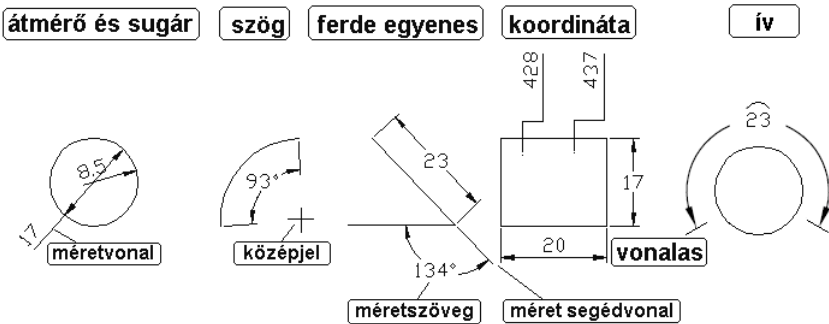 átmérő és sugár
szög
ferde egyenes
koordináta
ív
428
437
23
8.5
93°
23
17
17
20
134°
méretvonal
középjel
vonalas
méretszöveg
méret segédvonal